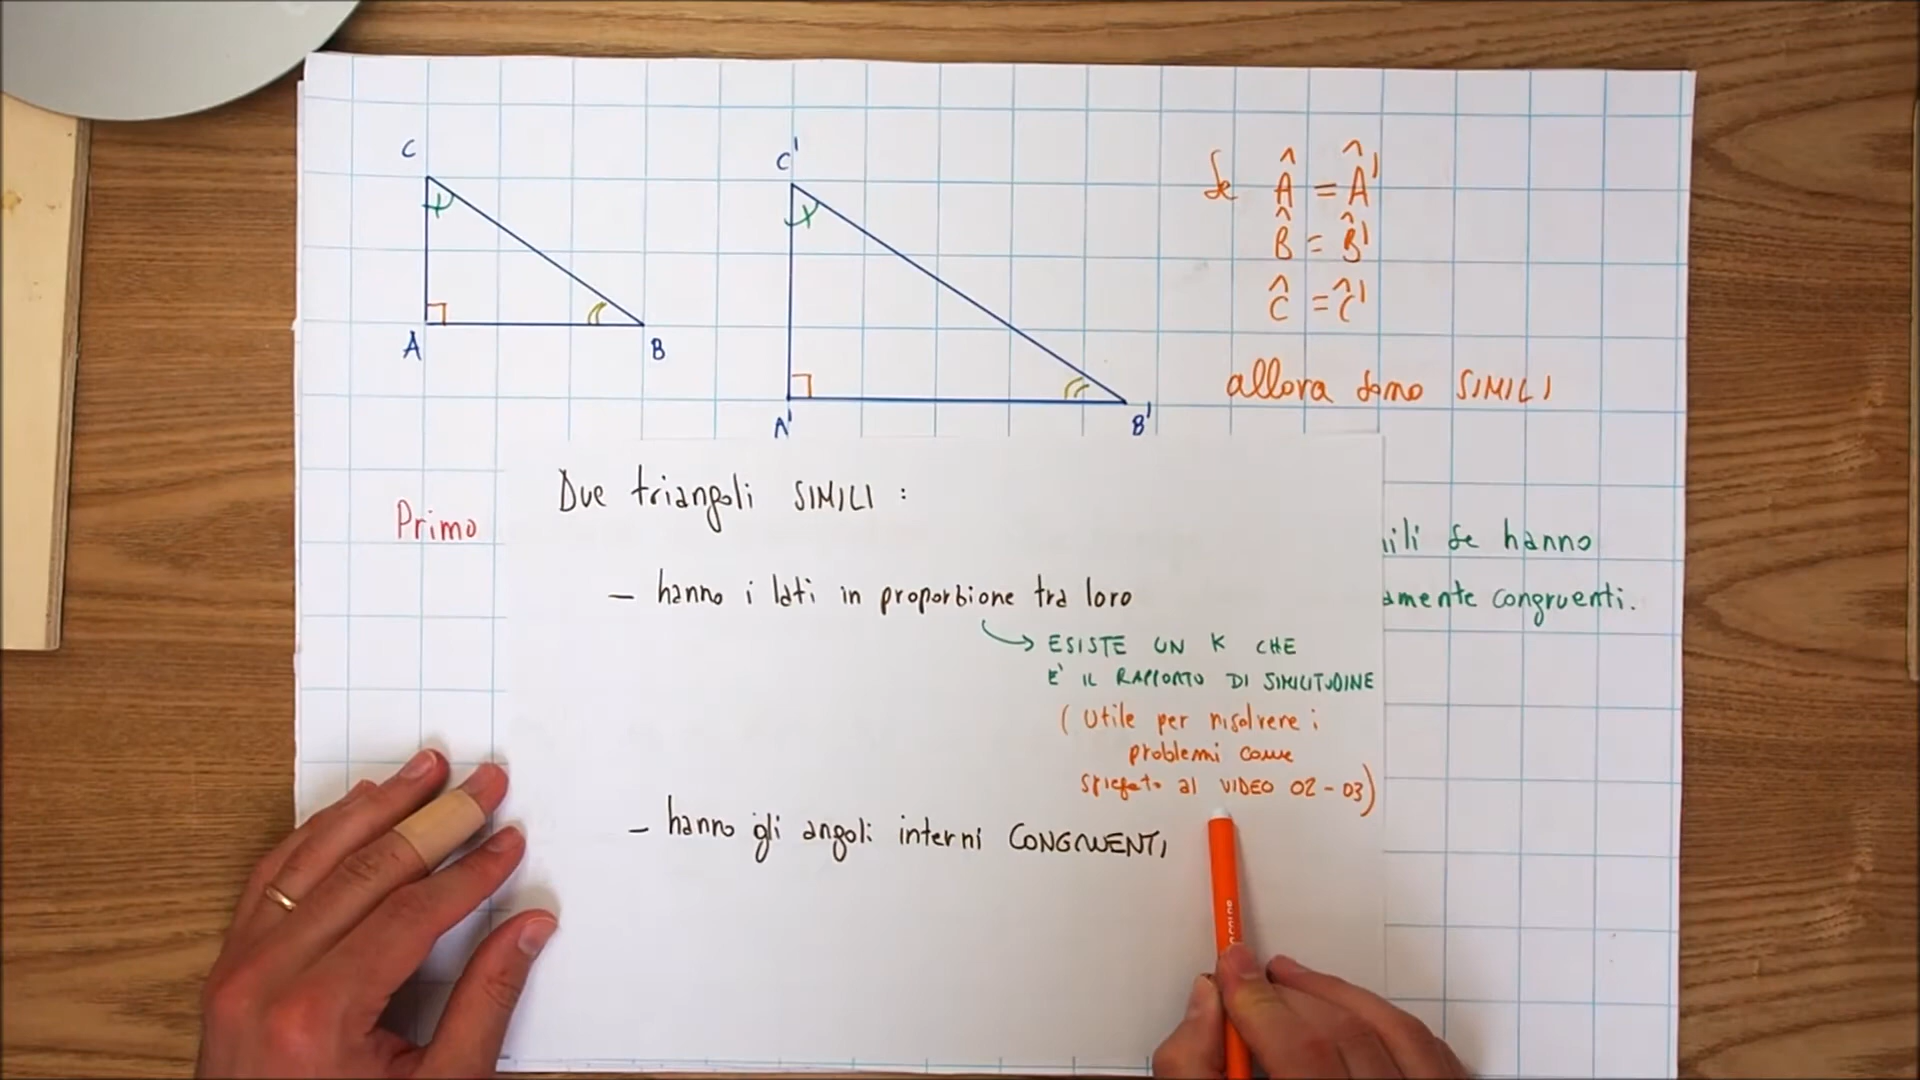 C
C'
A
B
A'
B'
Se Â = Â'
B̂ = B̂'
Ĉ = Ĉ'
allora sono SIMILI
Due triangoli SIMILI :
Primo
ili se hanno
amente congruenti.
– hanno i lati in proporzione tra loro
ESISTE UN K CHE
E' IL RAPPORTO DI SIMILITUDINE
( Utile per risolvere i
problemi come
spiegato al VIDEO 02 - 03)
– hanno gli angoli interni CONGRUENTI